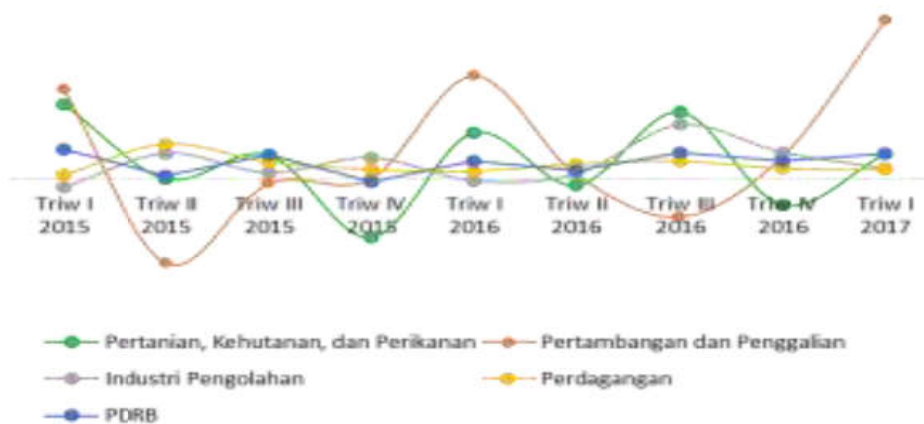 Triw I Triw II Triw III Triw IV Triw I Triw II Triw III Triw IV Triw I
2015 2015 2015 2015 2016 2016 2016 2016 2017
Pertanian, Kehutanan, dan Perikanan Pertambangan dan Penggalian
Industri Pengolahan Perdagangan
PDRB